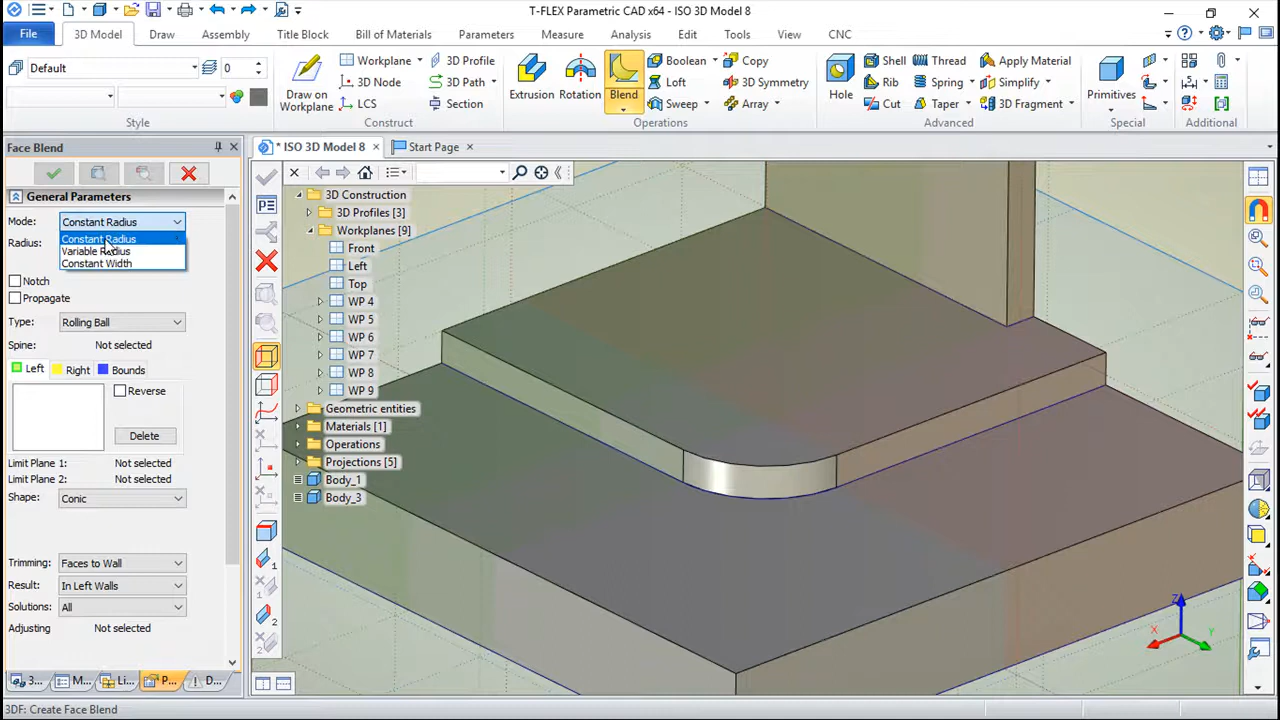 T-FLEX Parametric CAD x64 - ISO 3D Model 8
File
3D Model
Draw
Assembly
Title Block
Bill of Materials
Parameters
Measure
Analysis
Edit
Tools
View
CNC
Default
0
Style
Draw on Workplane
Workplane
3D Node
LCS
3D Profile
3D Path
Section
Construct
Extrusion
Rotation
Blend
Boolean
Loft
Sweep
Copy
3D Symmetry
Array
Operations
Hole
Shell
Rib
Cut
Thread
Spring
Taper
Apply Material
Simplify
3D Fragment
Advanced
Primitives
Special
Additional
Face Blend
General Parameters
Mode:
Constant Radius
Constant Radius
Variable Radius
Constant Width
Radius:
Notch
Propagate
Type:
Rolling Ball
Spine:
Not selected
Left
Right
Bounds
Reverse
Delete
Limit Plane 1:
Not selected
Limit Plane 2:
Not selected
Shape:
Conic
Trimming:
Faces to Wall
Result:
In Left Walls
Solutions:
All
Adjusting
Not selected
3...
M...
Li...
P...
D...
* ISO 3D Model 8
Start Page
PE
3D Construction
3D Profiles [3]
Workplanes [9]
Front
Left
Top
WP 4
WP 5
WP 6
WP 7
WP 8
WP 9
Geometric entities
Materials [1]
Operations
Projections [5]
Body_1
Body_3
1
1
2
2
Z
X
Y
3DF: Create Face Blend